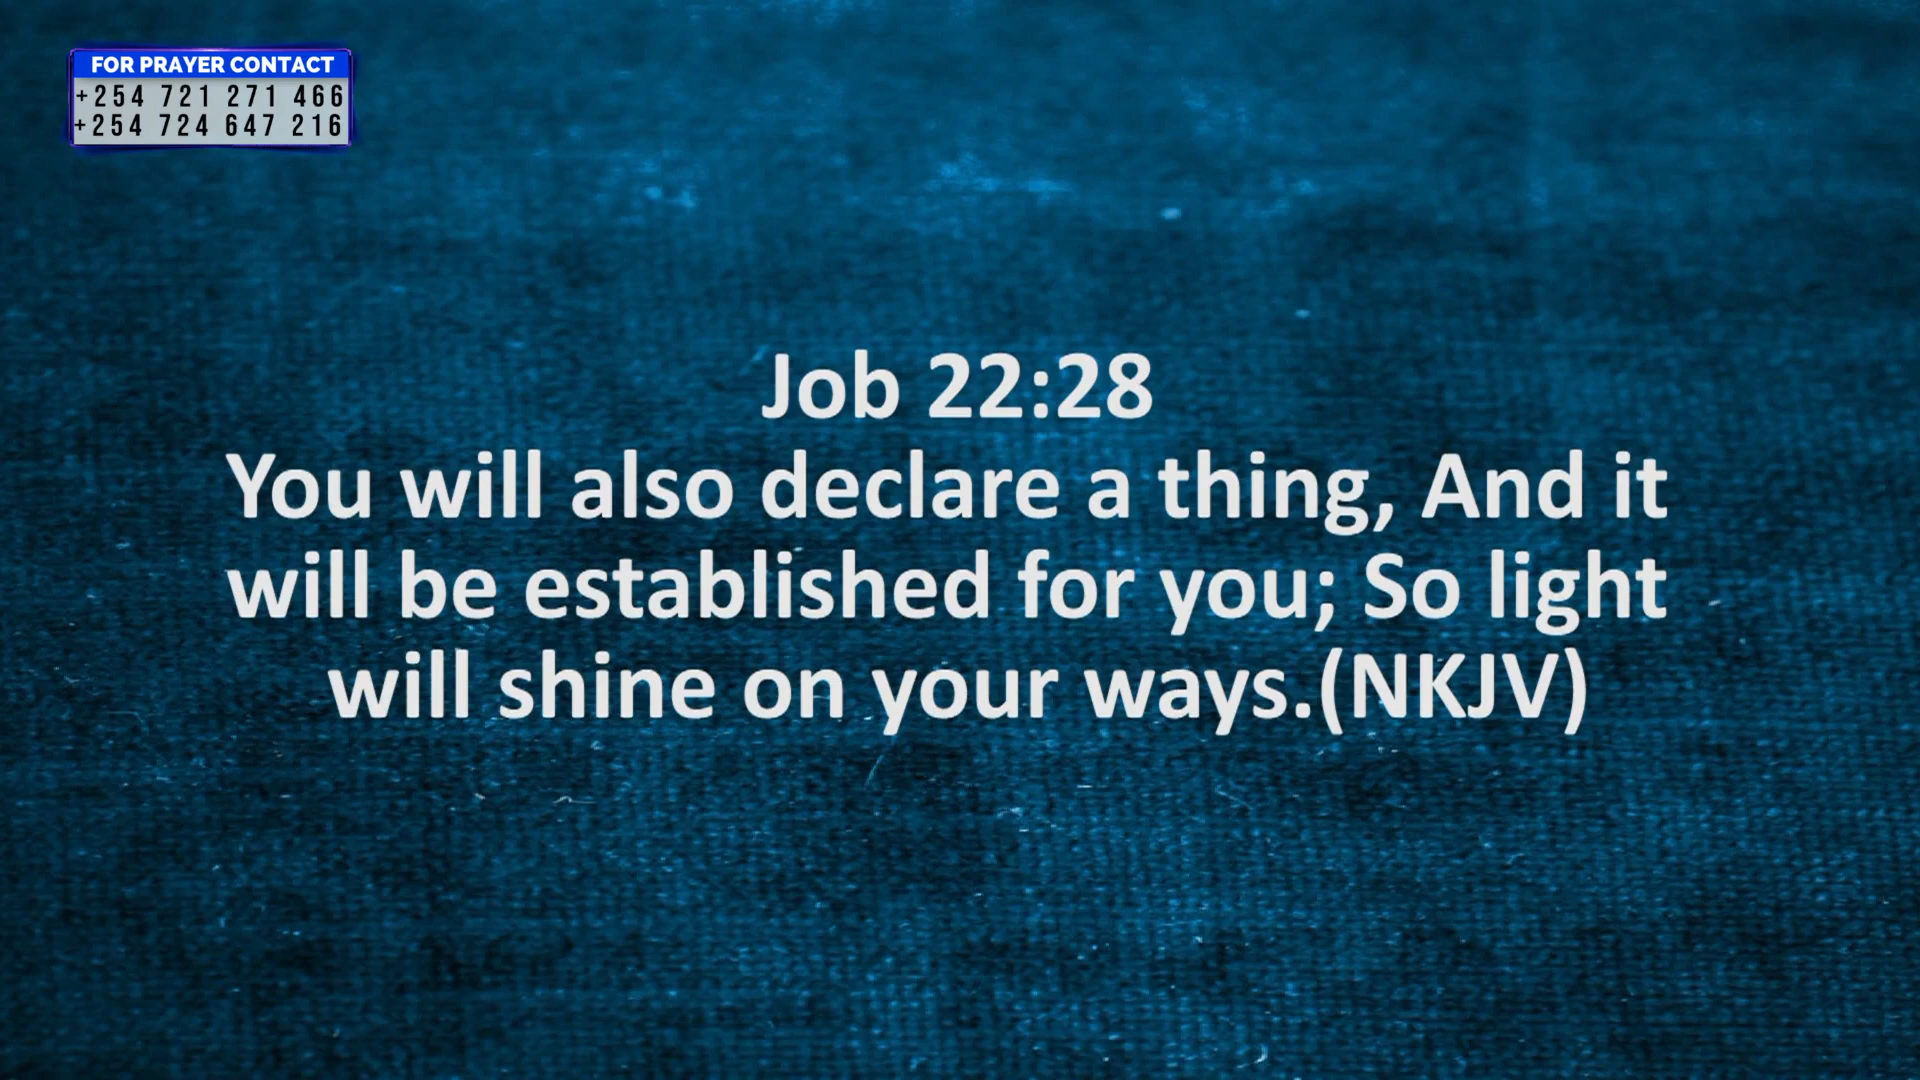 FOR PRAYER CONTACT
+254 721 271 466
+254 724 647 216
Job 22:28
You will also declare a thing, And it
will be established for you; So light
will shine on your ways.(NKJV)